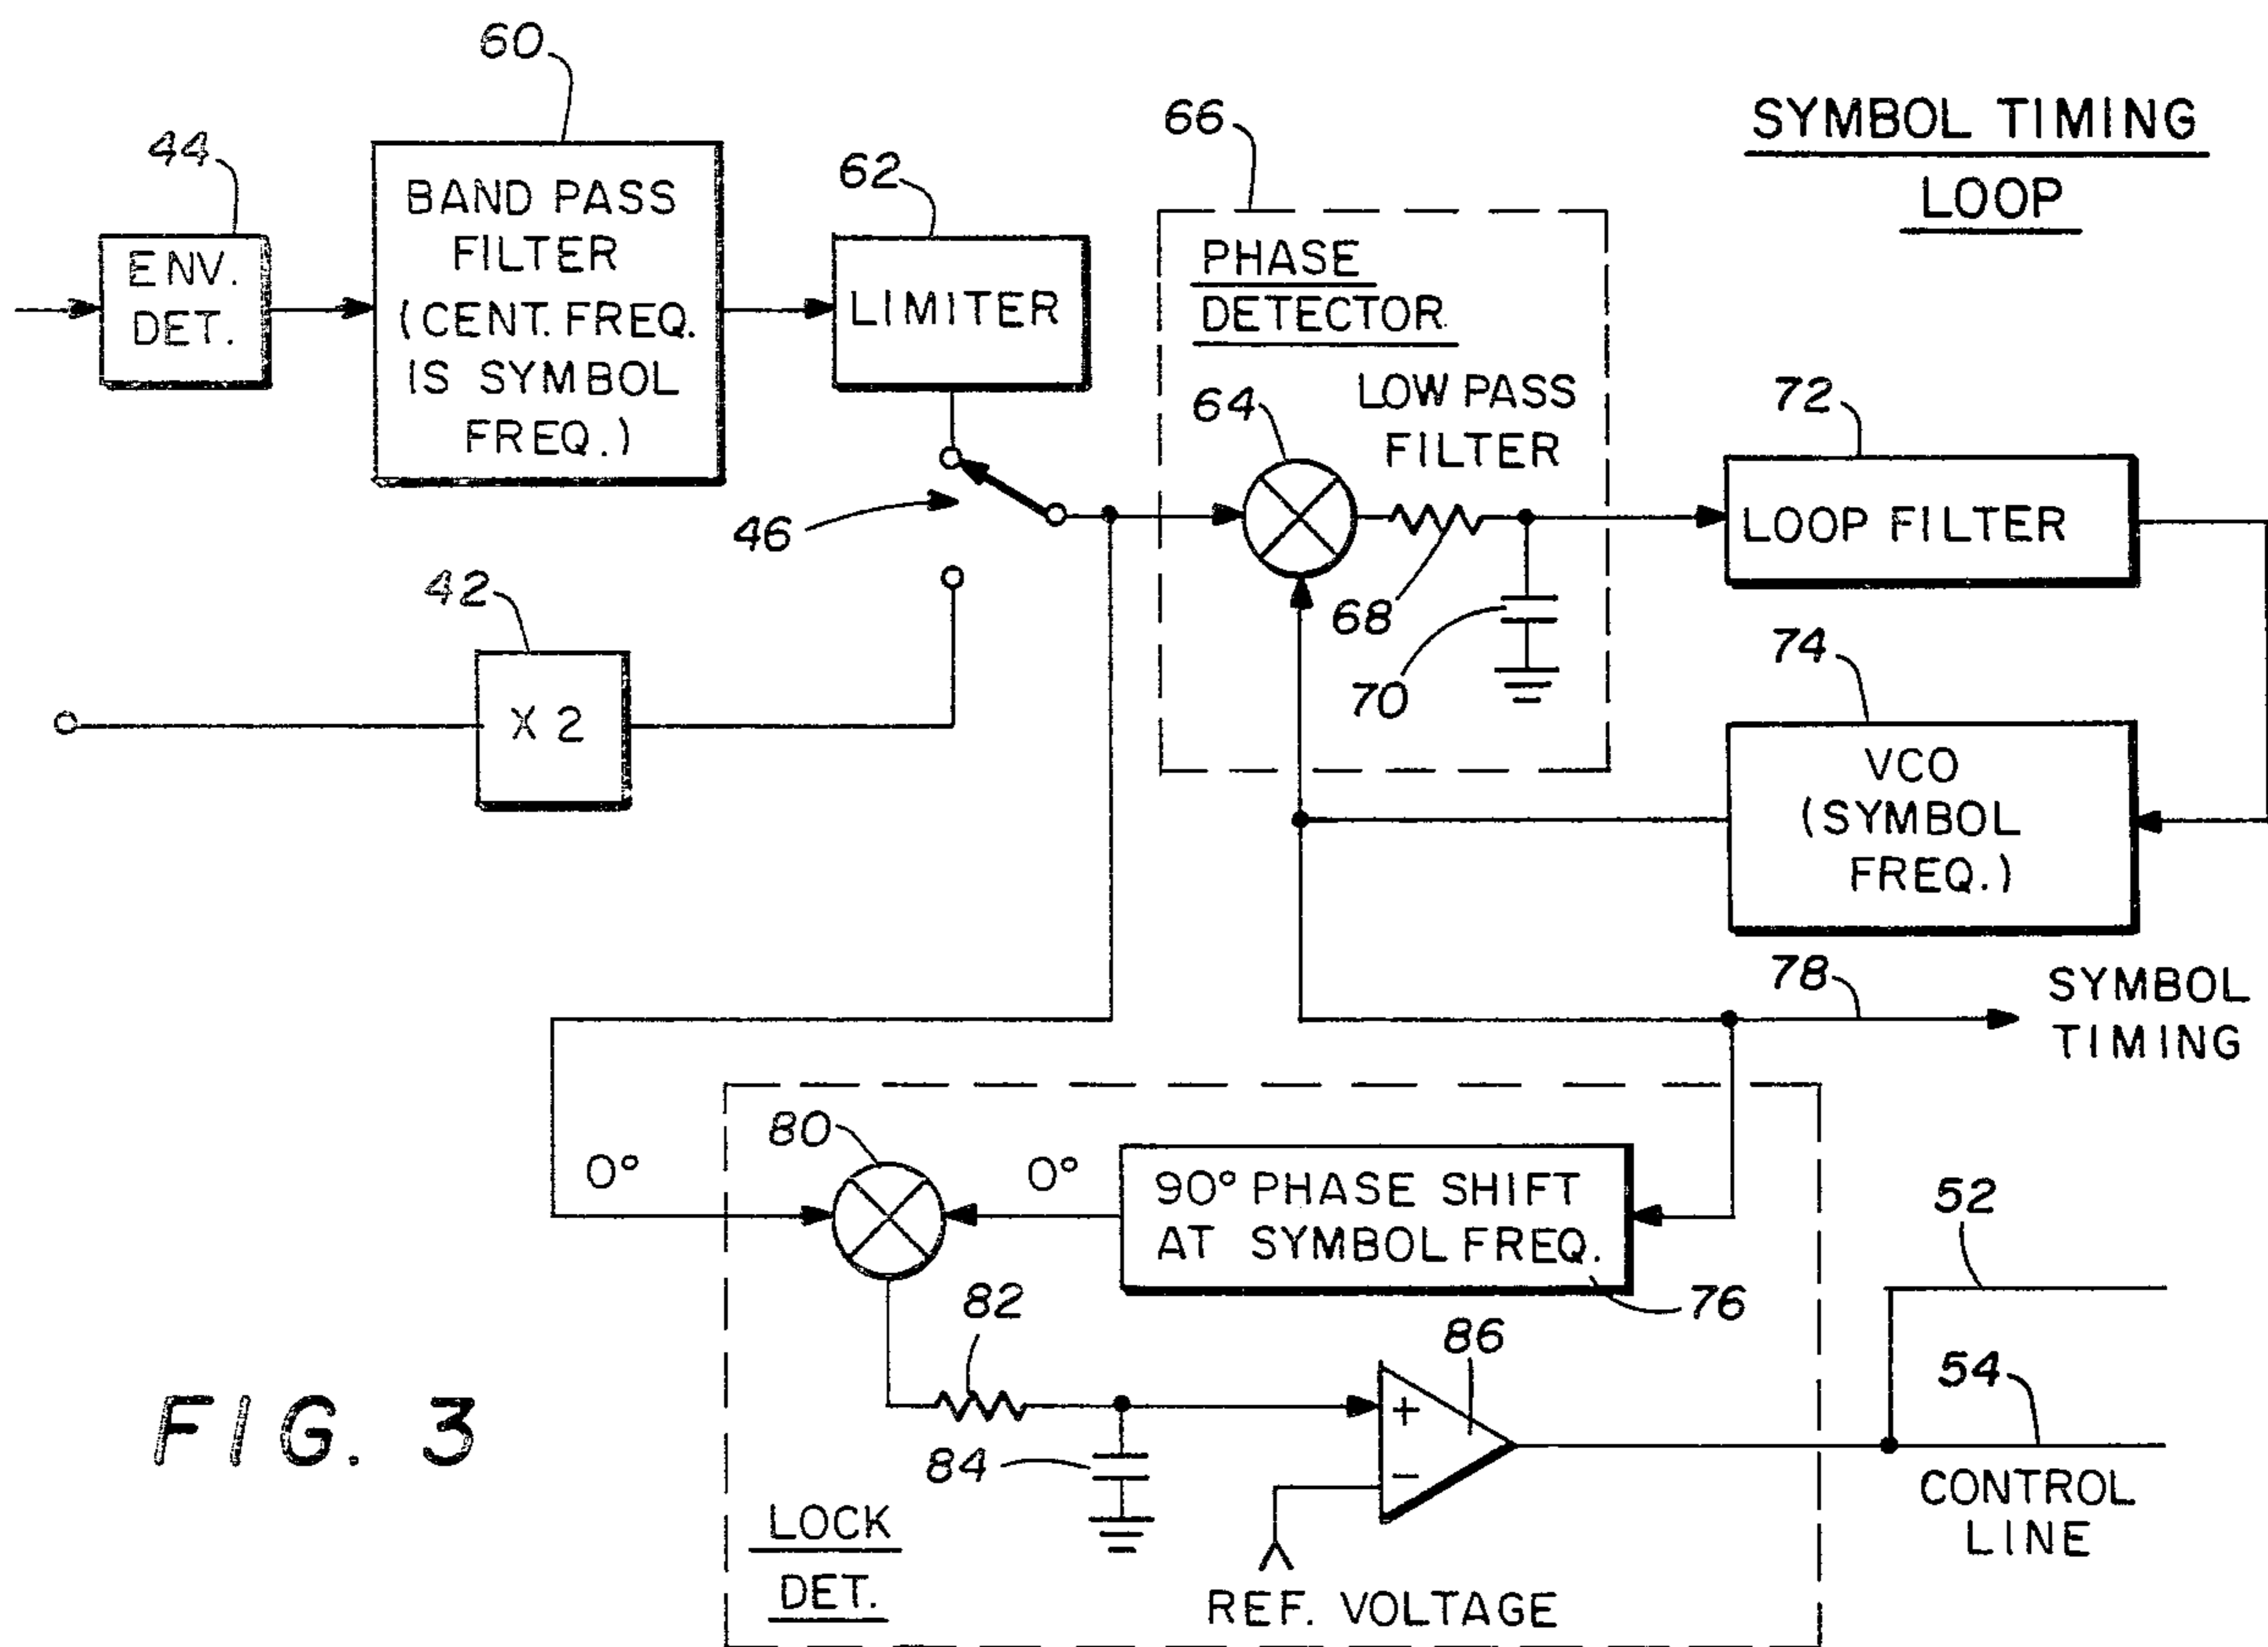 60
66
SYMBOL TIMING
LOOP
44
BAND PASS
FILTER
(CENT. FREQ.
IS SYMBOL
FREQ.)
62
ENV.
DET.
LIMITER
PHASE
DETECTOR
LOW PASS
FILTER
64
72
LOOP FILTER
46
68
70
42
X 2
74
VCO
(SYMBOL
FREQ.)
78
SYMBOL
TIMING
80
0°
0°
90° PHASE SHIFT
AT SYMBOL FREQ.
76
52
82
86
54
+
−
84
CONTROL
LINE
LOCK
DET.
REF. VOLTAGE
FIG. 3